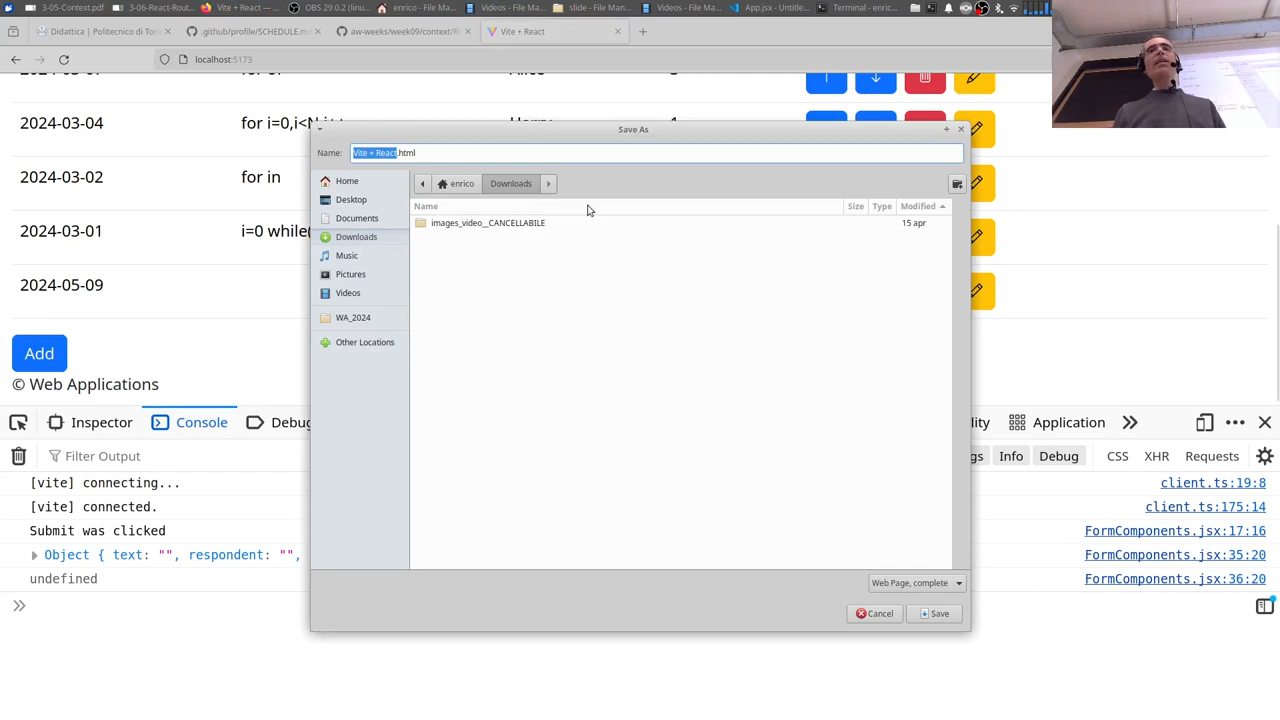 3-05-Context.pdf
3-06-React-Rout...
Vite + React —...
OBS 29.0.2 (linu...
enrico - File Ma...
Videos - File Ma...
slide - File Man...
Videos - File Ma...
App.jsx - Untitle...
Terminal - enric...
Didattica | Politecnico di Tor
.github/profile/SCHEDULE.m
aw-weeks/week09/context/R
Vite + React
localhost:5173
2024-03-04
for i=0,i<N,i++
Harry
2024-03-02
for in
2024-03-01
i=0 while(
2024-05-09
Add
© Web Applications
Save As
Name:
Vite + React.html
enrico
Downloads
Home
Desktop
Documents
Downloads
Music
Pictures
Videos
WA_2024
Other Locations
Name
Size
Type
Modified
images_video__CANCELLABILE
15 apr
Web Page, complete
Cancel
Save
Inspector
Console
Debug
Application
Filter Output
Info
Debug
CSS
XHR
Requests
[vite] connecting...
client.ts:19:8
[vite] connected.
client.ts:175:14
Submit was clicked
FormComponents.jsx:17:16
Object { text: "", respondent: "",
FormComponents.jsx:35:20
undefined
FormComponents.jsx:36:20